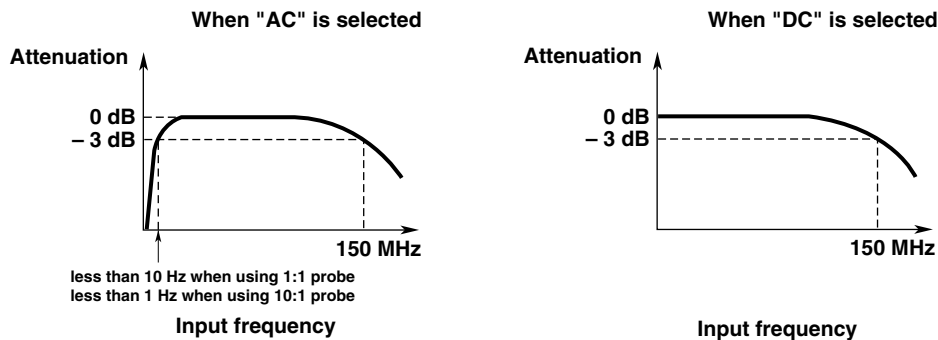 When "AC" is selected
Attenuation
0 dB
– 3 dB
150 MHz
less than 10 Hz when using 1:1 probe
less than 1 Hz when using 10:1 probe
Input frequency
When "DC" is selected
Attenuation
0 dB
– 3 dB
150 MHz
Input frequency